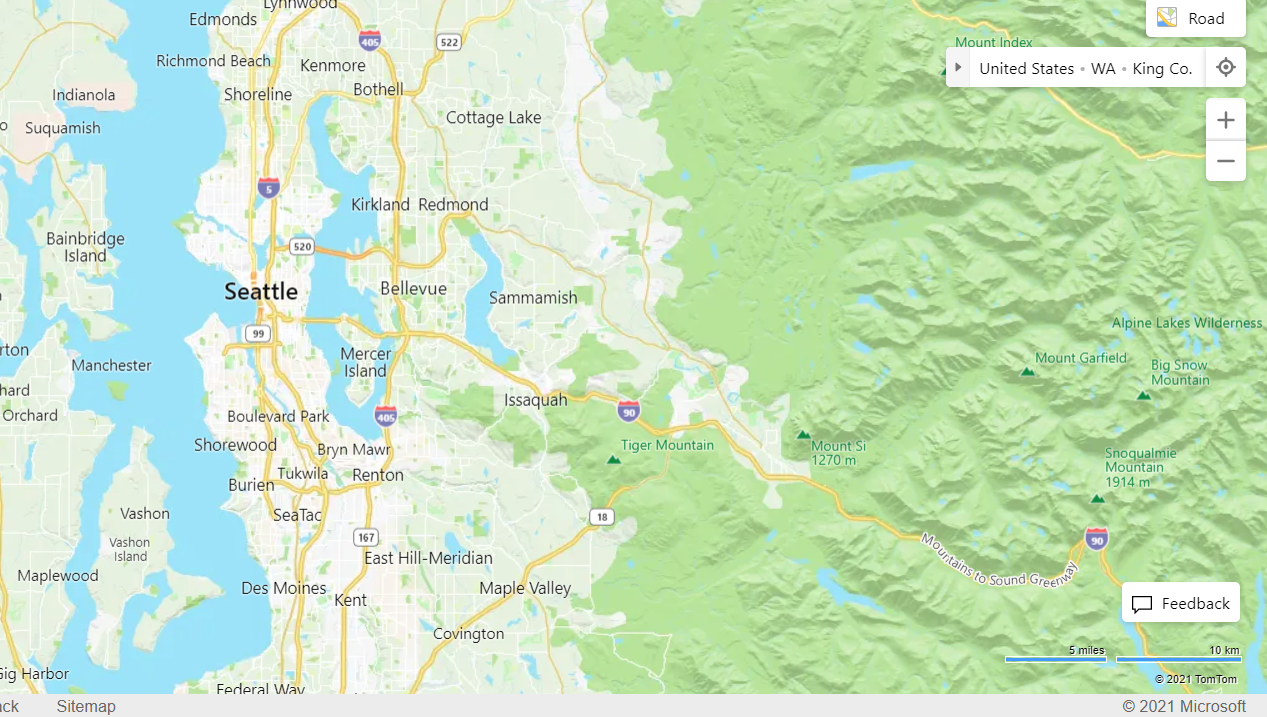 Lynnwood
Edmonds
Road
405
522
Mount Index
Richmond Beach
Kenmore
United States • WA • King Co.
Bothell
Indianola
Shoreline
Cottage Lake
Suquamish
5
Kirkland
Redmond
Bainbridge
Island
520
Seattle
Bellevue
Sammamish
99
Alpine Lakes Wilderness
rton
Mercer
Island
Mount Garfield
Manchester
Big Snow
Mountain
hard
Orchard
Issaquah
90
Boulevard Park
405
Shorewood
Bryn Mawr
Tiger Mountain
Mount Si
1270 m
Tukwila
Renton
Snoqualmie
Mountain
1914 m
Burien
Vashon
SeaTac
18
167
Vashon
Island
90
East Hill-Meridian
Mountains to Sound Greenway
Maplewood
Des Moines
Kent
Maple Valley
Feedback
Covington
5 miles
10 km
Gig Harbor
© 2021 TomTom
Federal Way
ack
Sitemap
© 2021 Microsoft